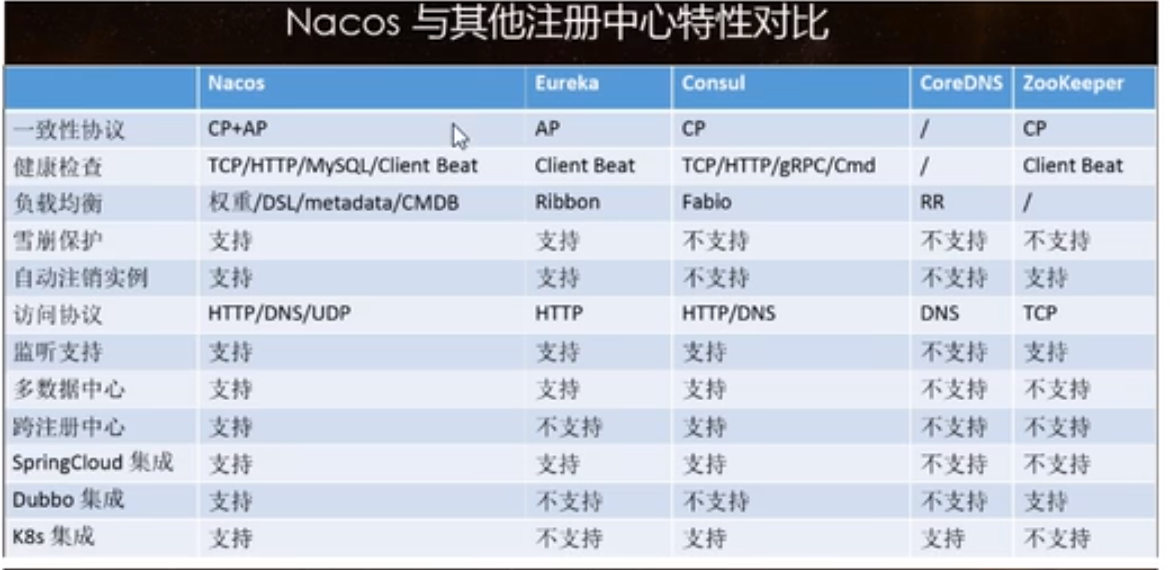 Nacos 与其他注册中心特性对比
Nacos Eureka Consul CoreDNS ZooKeeper
一致性协议 CP+AP AP CP / CP
健康检查 TCP/HTTP/MySQL/Client Beat Client Beat TCP/HTTP/gRPC/Cmd / Client Beat
负载均衡 权重/DSL/metadata/CMDB Ribbon Fabio RR /
雪崩保护 支持 支持 不支持 不支持 不支持
自动注销实例 支持 支持 不支持 不支持 支持
访问协议 HTTP/DNS/UDP HTTP HTTP/DNS DNS TCP
监听支持 支持 支持 支持 不支持 支持
多数据中心 支持 支持 支持 不支持 不支持
跨注册中心 支持 不支持 支持 不支持 不支持
SpringCloud 集成 支持 支持 支持 不支持 不支持
Dubbo 集成 支持 不支持 不支持 不支持 支持
K8s 集成 支持 不支持 支持 支持 不支持